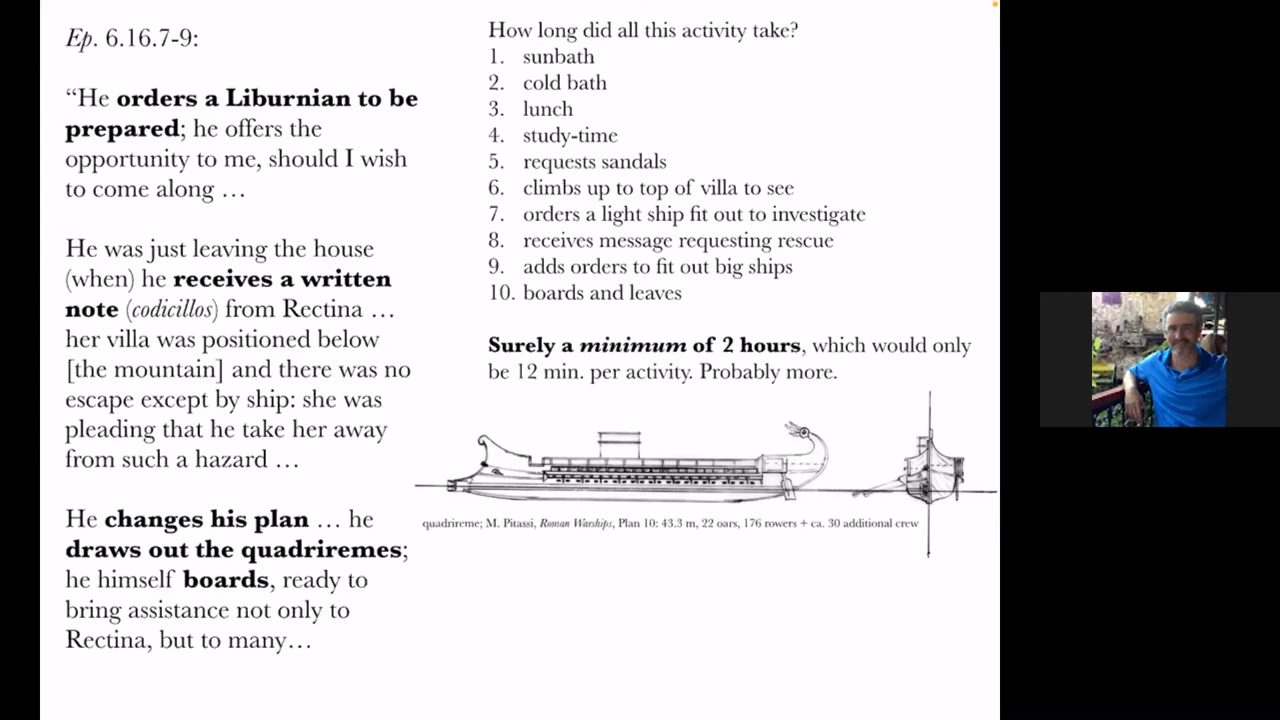 Ep. 6.16.7-9:
“He orders a Liburnian to be
prepared; he offers the
opportunity to me, should I wish
to come along …
He was just leaving the house
(when) he receives a written
note (codicillos) from Rectina …
her villa was positioned below
[the mountain] and there was no
escape except by ship: she was
pleading that he take her away
from such a hazard …
He changes his plan … he
draws out the quadriremes;
he himself boards, ready to
bring assistance not only to
Rectina, but to many…
How long did all this activity take?
1. sunbath
2. cold bath
3. lunch
4. study-time
5. requests sandals
6. climbs up to top of villa to see
7. orders a light ship fit out to investigate
8. receives message requesting rescue
9. adds orders to fit out big ships
10. boards and leaves
Surely a minimum of 2 hours, which would only
be 12 min. per activity. Probably more.
quadrireme; M. Pitassi, Roman Warships, Plan 10: 43.3 m, 22 oars, 176 rowers + ca. 30 additional crew